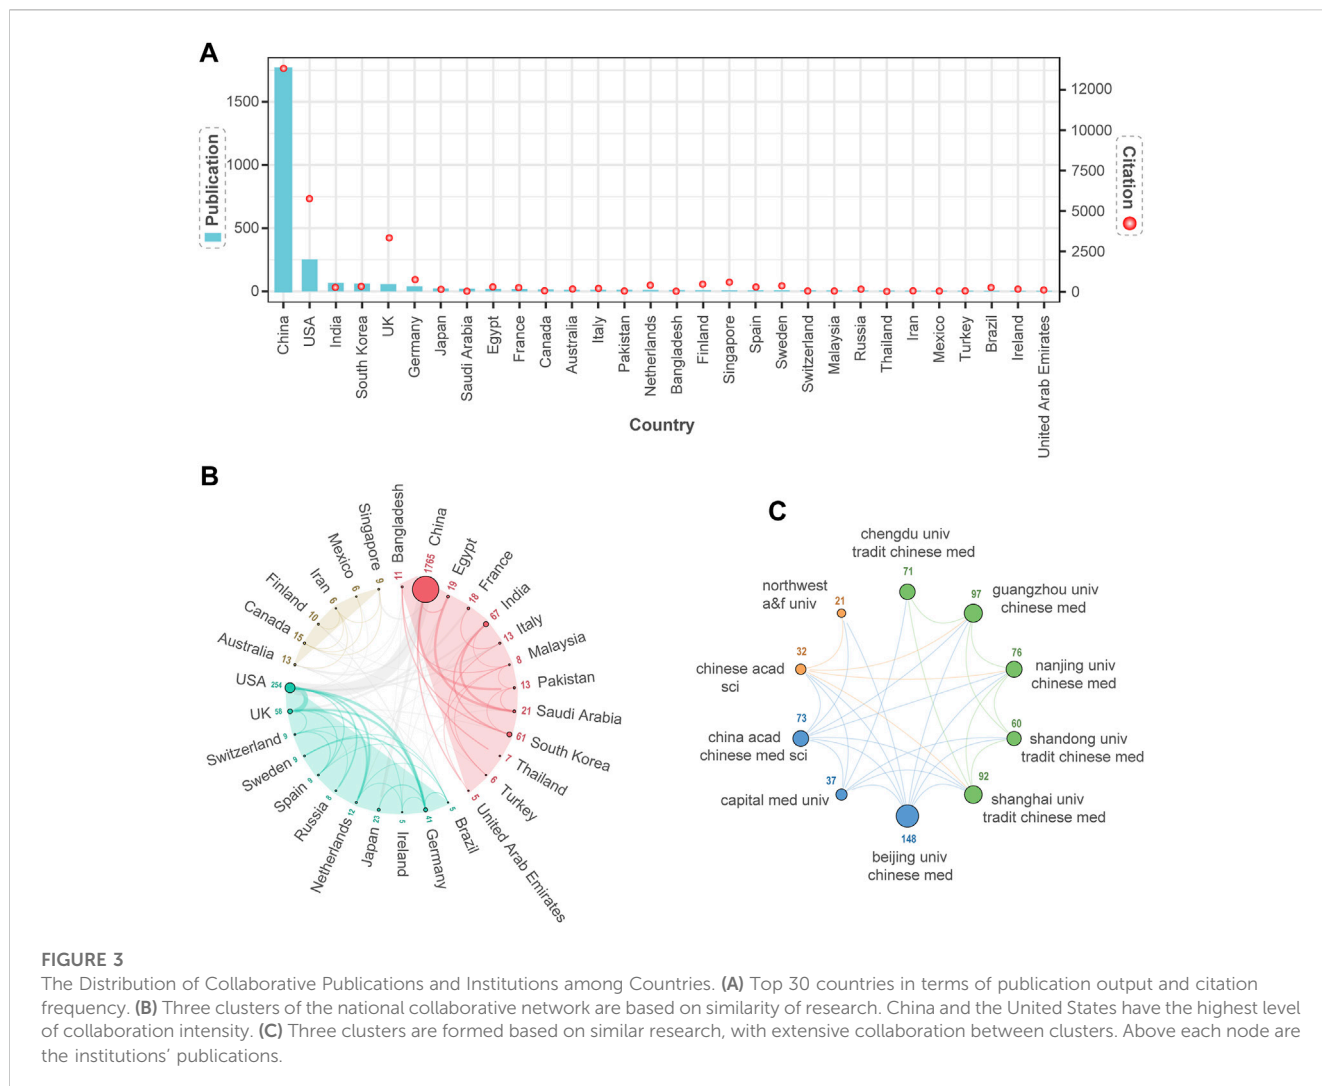 A
Publication
1500
1000
500
0
12000
10000
7500
5000
2500
0
Citation
China
USA
India
South Korea
UK
Germany
Japan
Saudi Arabia
Egypt
France
Canada
Australia
Italy
Pakistan
Netherlands
Bangladesh
Finland
Singapore
Spain
Sweden
Switzerland
Malaysia
Russia
Thailand
Iran
Mexico
Turkey
Brazil
Ireland
United Arab Emirates
Country
B
Bangladesh 11
China 1765
Egypt 19
France 18
India 67
Italy 13
Malaysia 8
Pakistan 13
Saudi Arabia 21
South Korea 61
Thailand 7
Turkey 6
United Arab Emirates 5
Brazil 5
Germany 41
Ireland 5
Japan 23
Netherlands 12
Russia 8
Spain 9
Sweden 9
Switzerland 9
UK 58
USA 254
Australia 13
Canada 15
Finland 10
Iran 6
Mexico 6
Singapore 9
C
chengdu univ
tradit chinese med
71
guangzhou univ
chinese med
97
nanjing univ
chinese med
76
shandong univ
tradit chinese med
60
shanghai univ
tradit chinese med
92
beijing univ
chinese med
148
capital med univ
37
china acad
chinese med sci
73
chinese acad
sci
32
northwest
a&f univ
21
FIGURE 3
The Distribution of Collaborative Publications and Institutions among Countries. (A) Top 30 countries in terms of publication output and citation
frequency. (B) Three clusters of the national collaborative network are based on similarity of research. China and the United States have the highest level
of collaboration intensity. (C) Three clusters are formed based on similar research, with extensive collaboration between clusters. Above each node are
the institutions' publications.